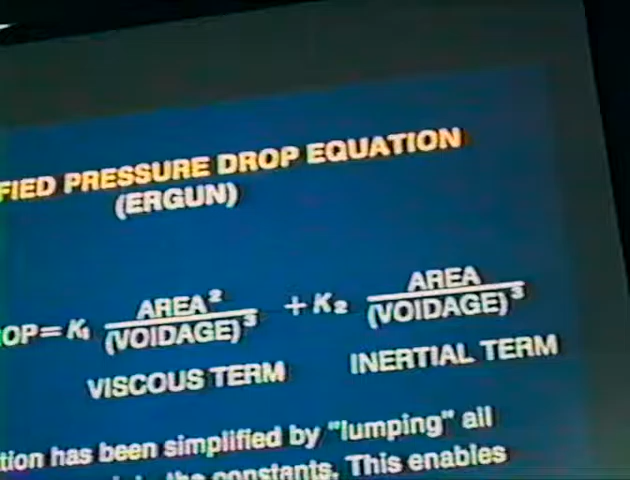 FIED PRESSURE DROP EQUATION
(ERGUN)
OP = K₁ AREA² / (VOIDAGE)³ + K₂ AREA / (VOIDAGE)³
VISCOUS TERM INERTIAL TERM
tion has been simplified by "lumping" all
the constants. This enables